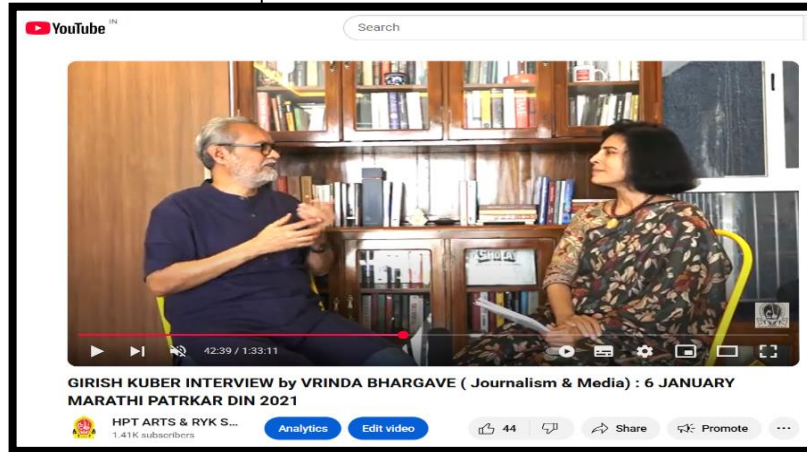 YouTube IN
Search
SHOLAY
42:39 / 1:33:11
GIRISH KUBER INTERVIEW by VRINDA BHARGAVE ( Journalism & Media) : 6 JANUARY
MARATHI PATRKAR DIN 2021
HPT ARTS & RYK S...
1.41K subscribers
Analytics
Edit video
44
Share
Promote